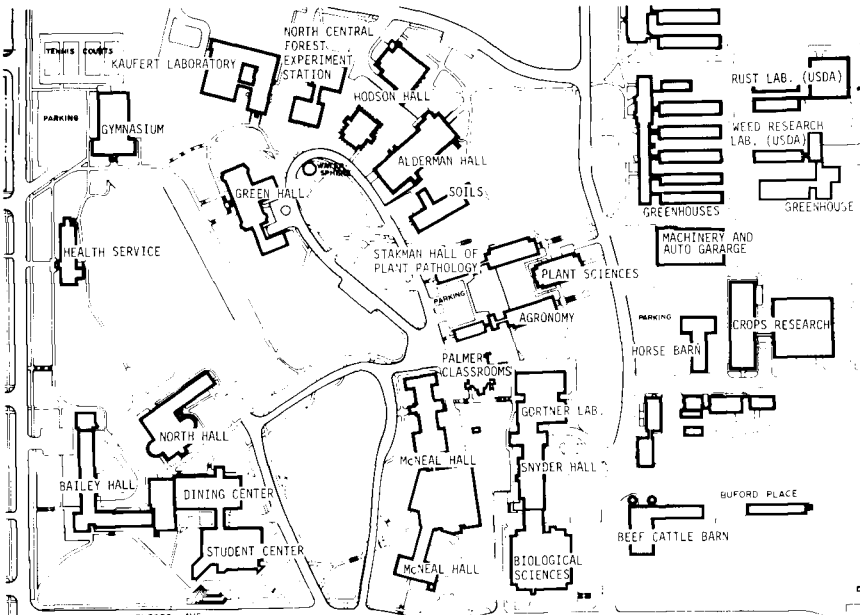 NORTH CENTRAL
FOREST
EXPERIMENT
STATION
TENNIS COURTS
KAUFERT LABORATORY
RUST LAB. (USDA)
HODSON HALL
PARKING
GYMNASIUM
WEED RESEARCH
LAB. (USDA)
ALDERMAN HALL
GREEN HALL
SOILS
GREENHOUSES
GREENHOUSE
HEALTH SERVICE
STAKMAN HALL OF
PLANT PATHOLOGY
MACHINERY AND
AUTO GARARGE
PLANT SCIENCES
PARKING
AGRONOMY
PARKING
CROPS RESEARCH
HORSE BARN
PALMER
CLASSROOMS
GORTNER LAB.
NORTH HALL
McNEAL HALL
SNYDER HALL
BAILEY HALL
DINING CENTER
BUFORD PLACE
BEEF CATTLE BARN
STUDENT CENTER
McNEAL HALL
BIOLOGICAL
SCIENCES